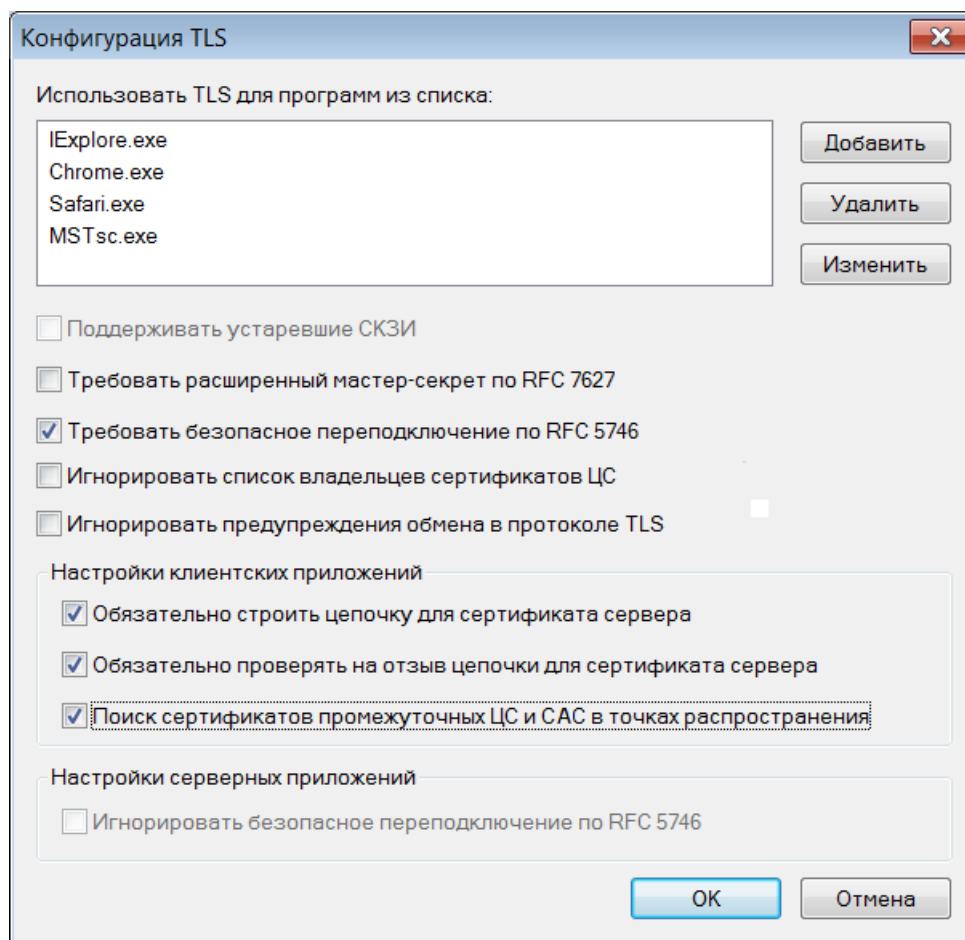 Конфигурация TLS
Использовать TLS для программ из списка:
IExplore.exe
Chrome.exe
Safari.exe
MSTsc.exe
Добавить
Удалить
Изменить
Поддерживать устаревшие СКЗИ
Требовать расширенный мастер-секрет по RFC 7627
Требовать безопасное переподключение по RFC 5746
Игнорировать список владельцев сертификатов ЦС
Игнорировать предупреждения обмена в протоколе TLS
Настройки клиентских приложений
Обязательно строить цепочку для сертификата сервера
Обязательно проверять на отзыв цепочки для сертификата сервера
Поиск сертификатов промежуточных ЦС и САС в точках распространения
Настройки серверных приложений
Игнорировать безопасное переподключение по RFC 5746
OK
Отмена